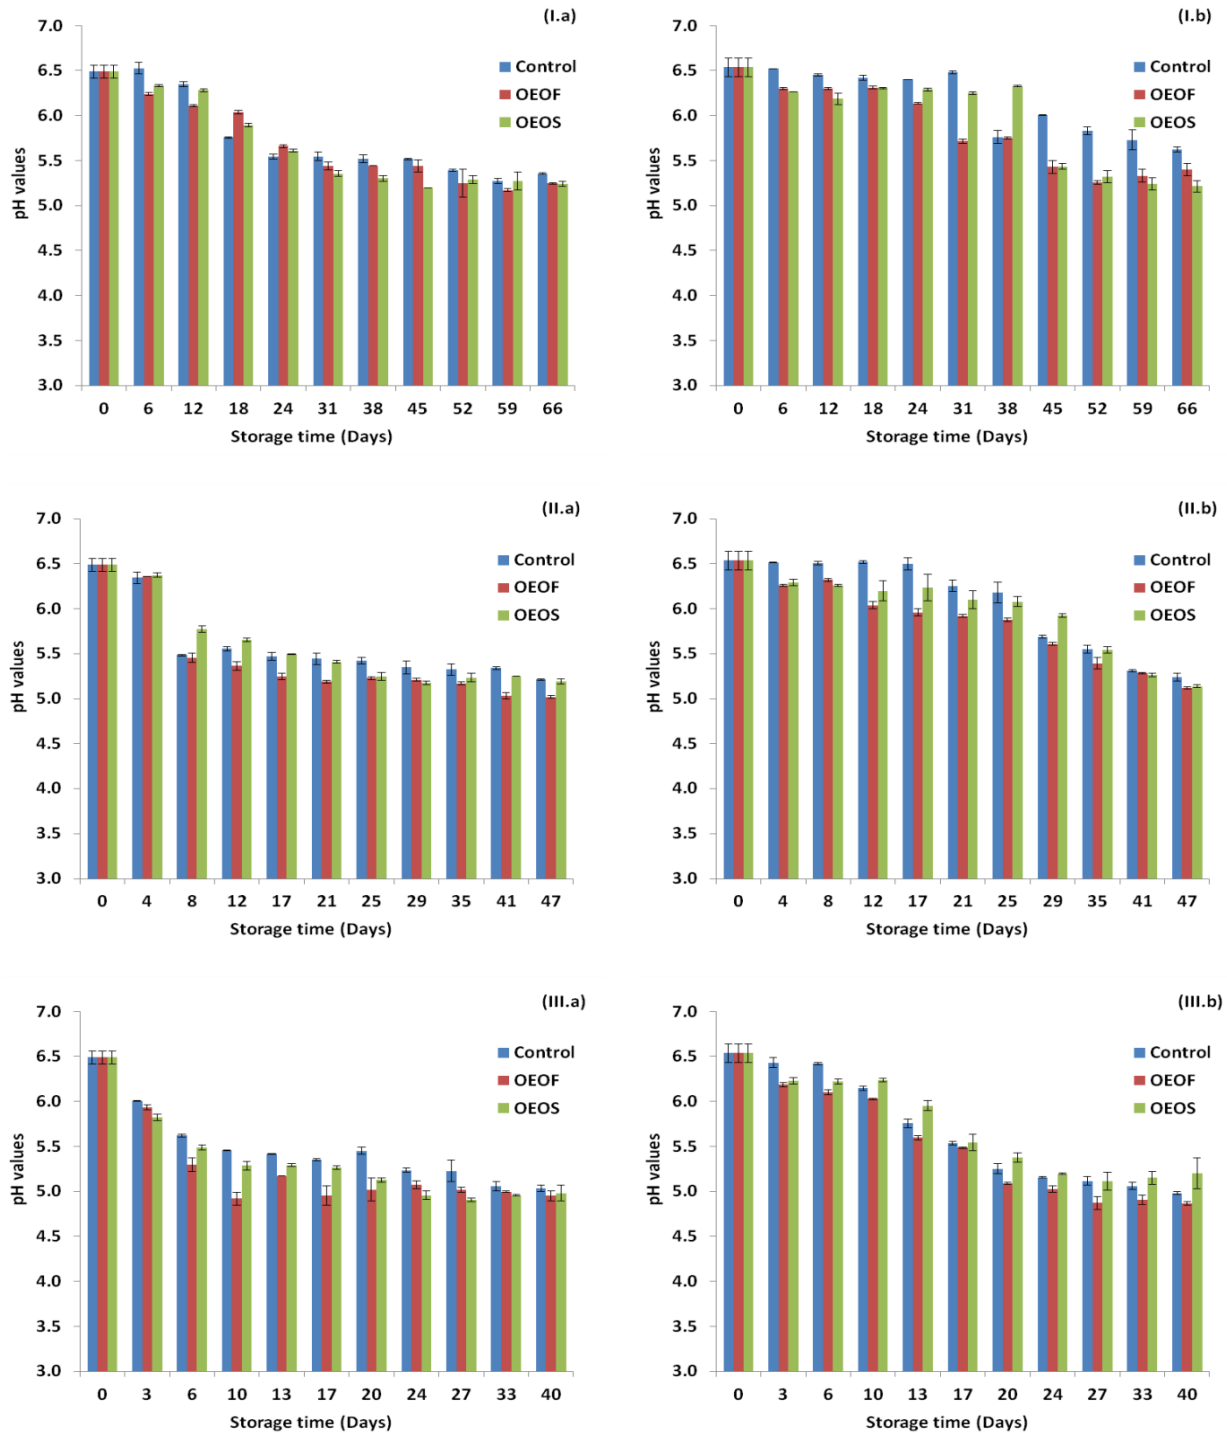 (I.a)
7.0
6.5
6.0
5.5
5.0
4.5
4.0
3.5
3.0
pH values
Control
OEOF
OEOS
0 6 12 18 24 31 38 45 52 59 66
Storage time (Days)
(I.b)
7.0
6.5
6.0
5.5
5.0
4.5
4.0
3.5
3.0
pH values
Control
OEOF
OEOS
0 6 12 18 24 31 38 45 52 59 66
Storage time (Days)
(II.a)
7.0
6.5
6.0
5.5
5.0
4.5
4.0
3.5
3.0
pH values
Control
OEOF
OEOS
0 4 8 12 17 21 25 29 35 41 47
Storage time (Days)
(II.b)
7.0
6.5
6.0
5.5
5.0
4.5
4.0
3.5
3.0
pH values
Control
OEOF
OEOS
0 4 8 12 17 21 25 29 35 41 47
Storage time (Days)
(III.a)
7.0
6.5
6.0
5.5
5.0
4.5
4.0
3.5
3.0
pH values
Control
OEOF
OEOS
0 3 6 10 13 17 20 24 27 33 40
Storage time (Days)
(III.b)
7.0
6.5
6.0
5.5
5.0
4.5
4.0
3.5
3.0
pH values
Control
OEOF
OEOS
0 3 6 10 13 17 20 24 27 33 40
Storage time (Days)